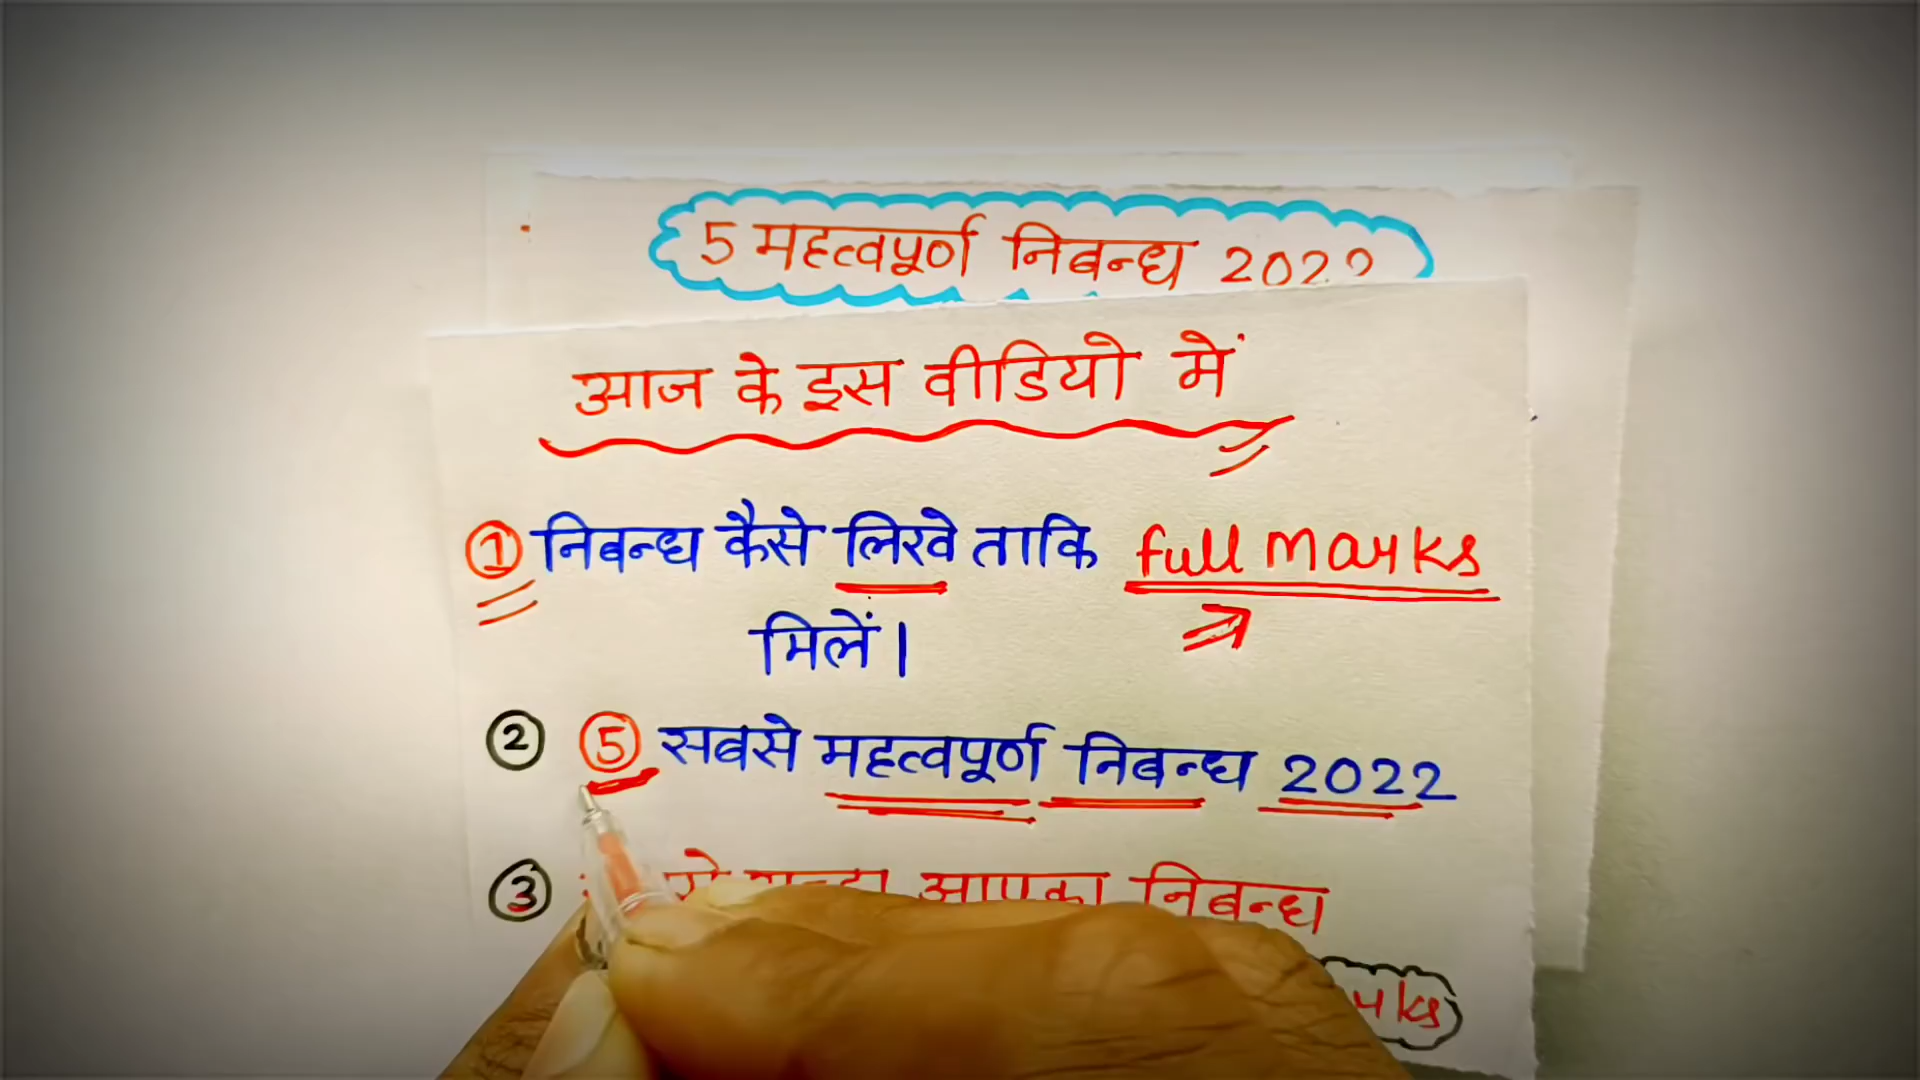 5 महत्वपूर्ण निबन्ध 2022
आज के इस वीडियो में
① निबन्ध कैसे लिखे ताकि full marks
मिलें।
② ⑤ सबसे महत्वपूर्ण निबन्ध 2022
③ आपका निबन्ध